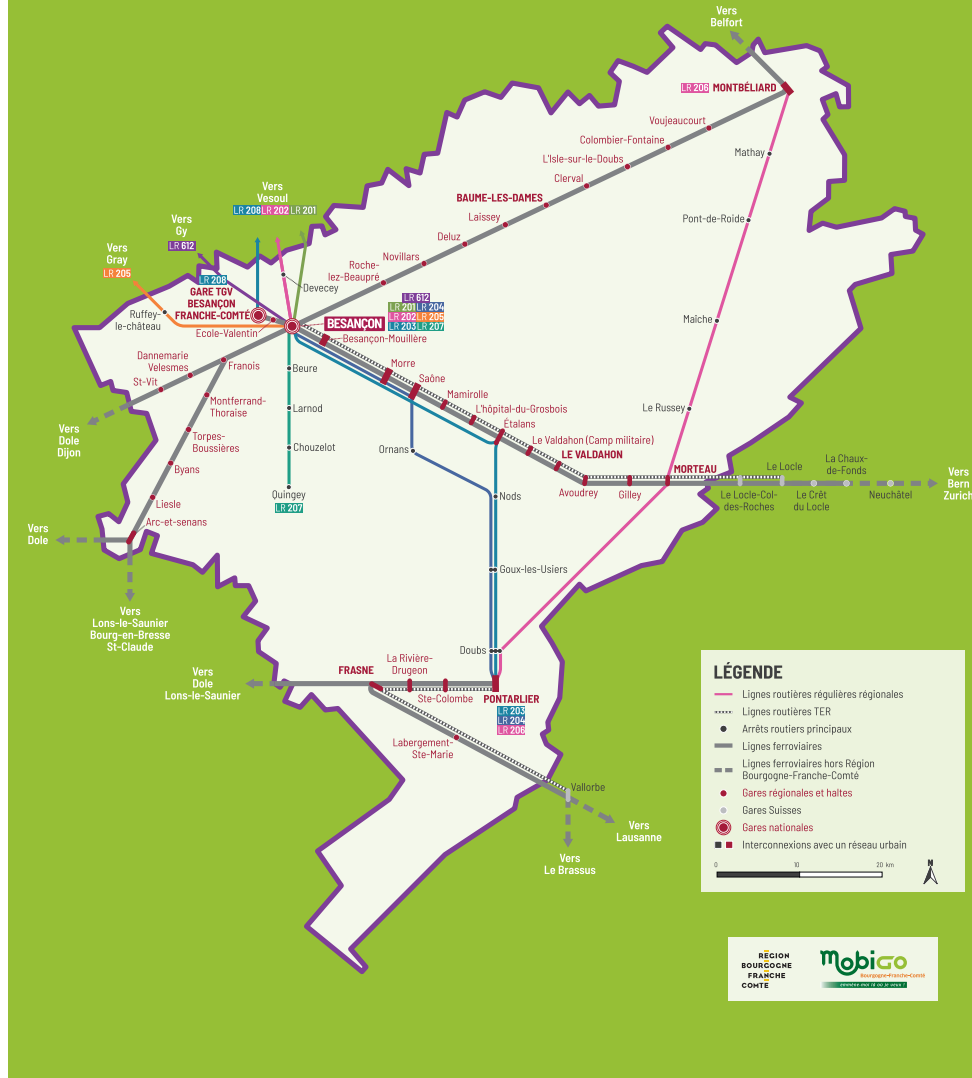 Vers
Belfort
LR 206 MONTBÉLIARD
Voujeaucourt
Colombier-Fontaine
Mathay
L'Isle-sur-le-Doubs
Clerval
BAUME-LES-DAMES
Laissey
Pont-de-Roide
Deluz
Novillars
Roche-
lez-Beaupré
Vers
Vesoul
LR 208 LR 202 LR 201
Vers
Gy
LR 612
Vers
Gray
LR 205
LR 208
GARE TGV
BESANÇON
FRANCHE-COMTÉ
Devecey
Ruffey-
le-château
Ecole-Valentin
BESANÇON
LR 612
LR 201 LR 204
LR 202 LR 205
LR 203 LR 207
Besançon-Mouillère
Maîche
Dannemarie
Velesmes
St-Vit
Franois
Beure
Morre
Saône
Mamirolle
L'hôpital-du-Grosbois
Étalans
Le Valdahon (Camp militaire)
LE VALDAHON
Montferrand-
Thoraise
Larnod
Le Russey
Vers
Dole
Dijon
Torpes-
Boussières
Chouzelot
Ornans
Byans
Avoudrey
Gilley
MORTEAU
Le Locle
La Chaux-
de-Fonds
Le Locle-Col-
des-Roches
Le Crêt
du Locle
Neuchâtel
Vers
Bern
Zurich
Quingey
LR 207
Liesle
Arc-et-senans
Nods
Vers
Dole
Goux-les-Usiers
Vers
Lons-le-Saunier
Bourg-en-Bresse
St-Claude
Doubs
Vers
Dole
Lons-le-Saunier
FRASNE
La Rivière-
Drugeon
Ste-Colombe
PONTARLIER
LR 203
LR 204
LR 206
Labergement-
Ste-Marie
Vallorbe
Vers
Lausanne
Vers
Le Brassus
LÉGENDE
Lignes routières régulières régionales
Lignes routières TER
Arrêts routiers principaux
Lignes ferroviaires
Lignes ferroviaires hors Région
Bourgogne-Franche-Comté
Gares régionales et haltes
Gares Suisses
Gares nationales
Interconnexions avec un réseau urbain
0 10 20 km
N
RÉGION
BOURGOGNE
FRANCHE
COMTÉ
MobiGO
Bourgogne-Franche-Comté
emmène moi là où je veux !